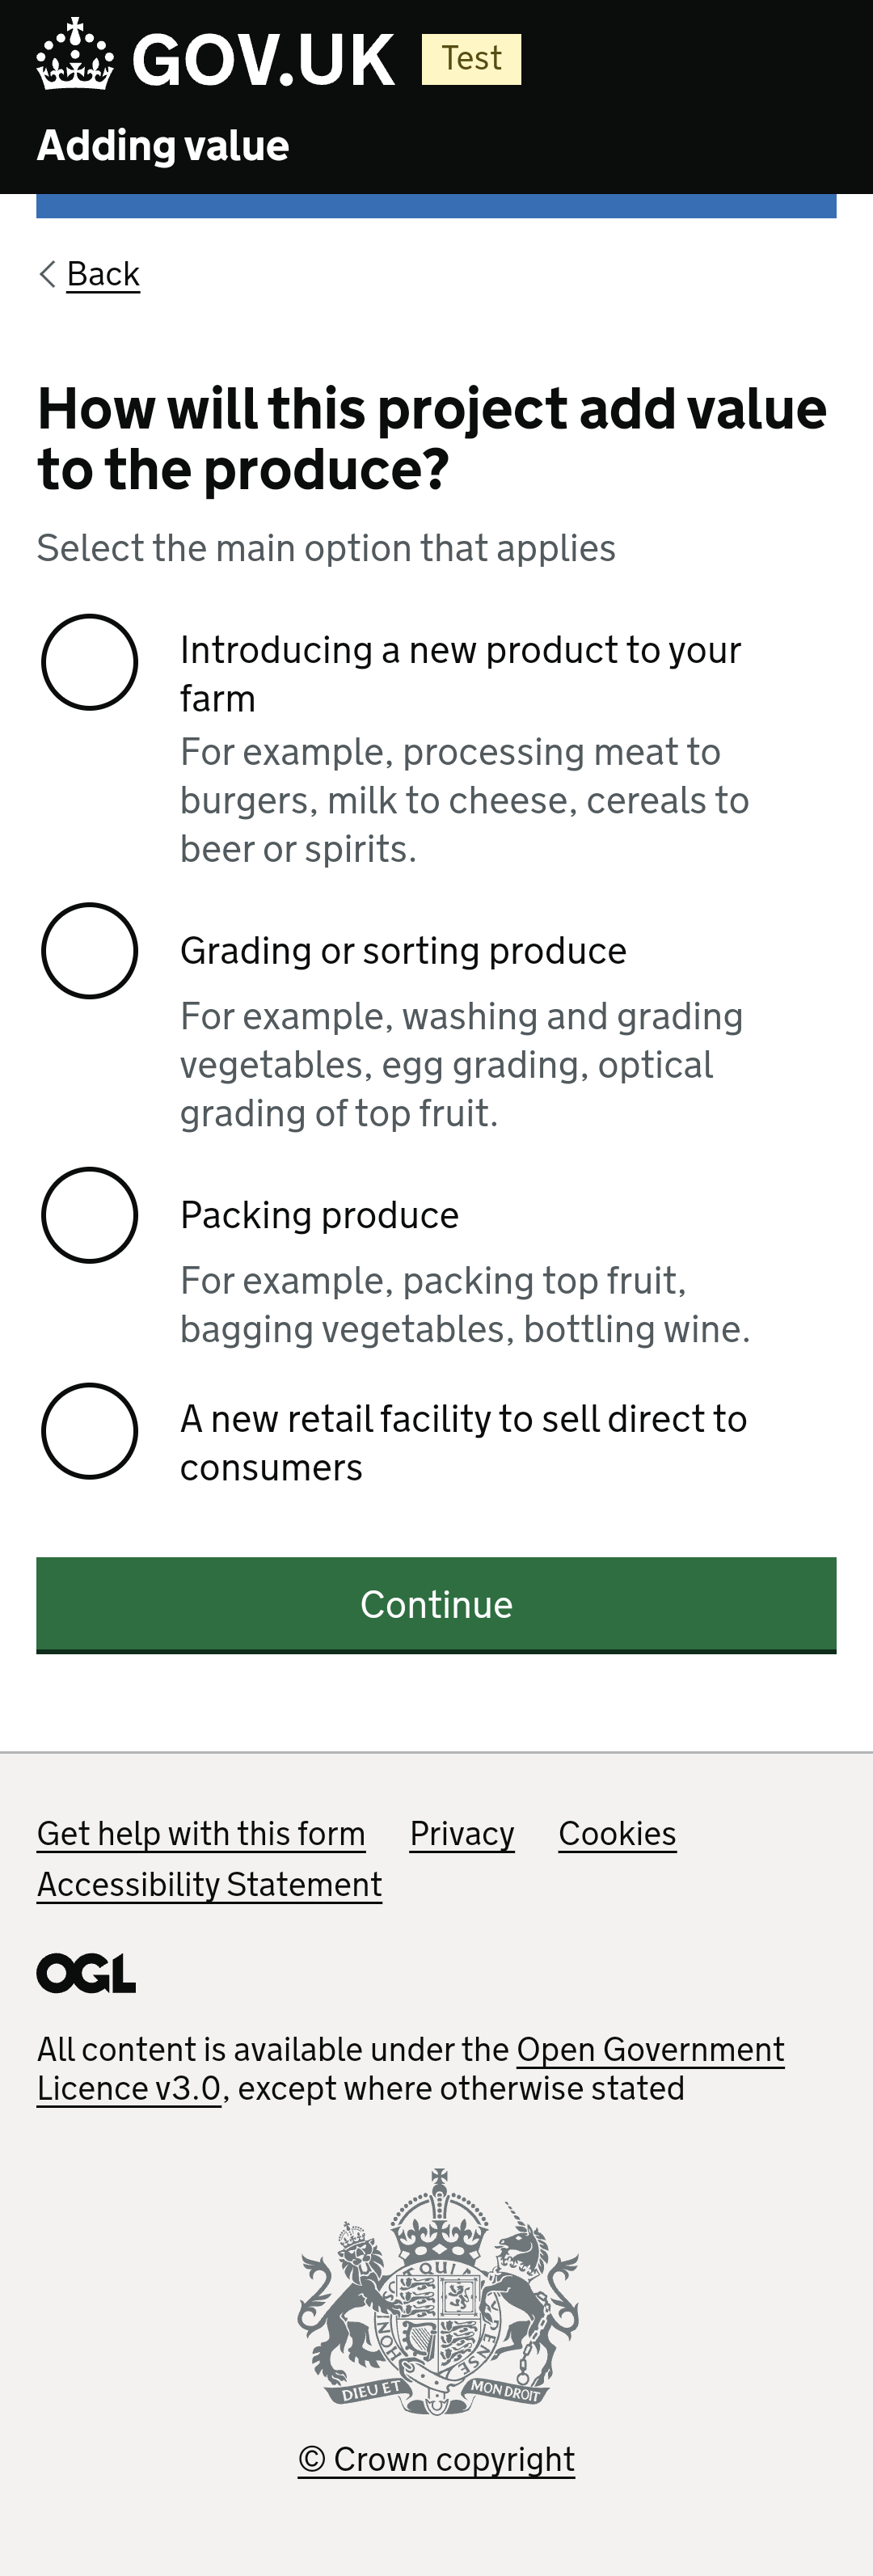 GOV.UK Test
Adding value
Back
How will this project add value
to the produce?
Select the main option that applies
Introducing a new product to your
farm
For example, processing meat to
burgers, milk to cheese, cereals to
beer or spirits.
Grading or sorting produce
For example, washing and grading
vegetables, egg grading, optical
grading of top fruit.
Packing produce
For example, packing top fruit,
bagging vegetables, bottling wine.
A new retail facility to sell direct to
consumers
Continue
Get help with this form Privacy Cookies
Accessibility Statement
OGL
All content is available under the Open Government
Licence v3.0, except where otherwise stated
QUI
HONI
DIEU ET MON DROIT
© Crown copyright